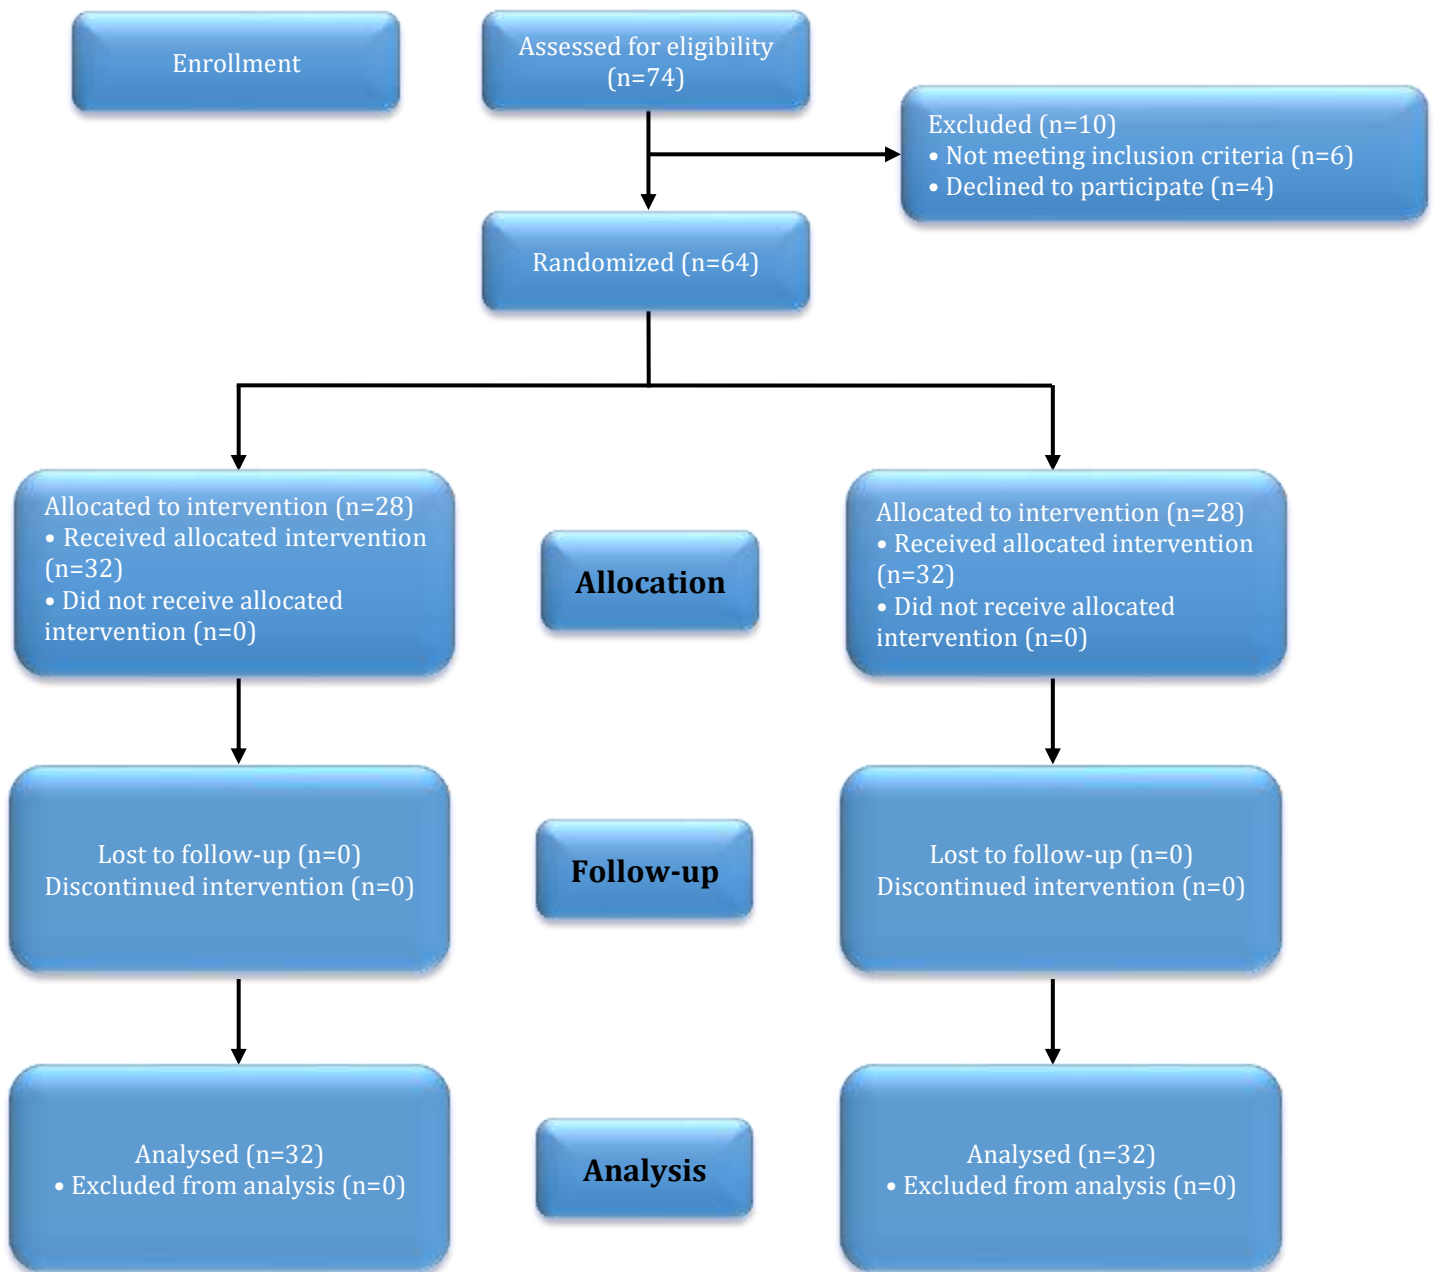 Enrollment
Assessed for eligibility
(n=74)
Excluded (n=10)
• Not meeting inclusion criteria (n=6)
• Declined to participate (n=4)
Randomized (n=64)
Allocated to intervention (n=28)
• Received allocated intervention
(n=32)
• Did not receive allocated
intervention (n=0)
Allocation
Allocated to intervention (n=28)
• Received allocated intervention
(n=32)
• Did not receive allocated
intervention (n=0)
Lost to follow-up (n=0)
Discontinued intervention (n=0)
Follow-up
Lost to follow-up (n=0)
Discontinued intervention (n=0)
Analysed (n=32)
• Excluded from analysis (n=0)
Analysis
Analysed (n=32)
• Excluded from analysis (n=0)